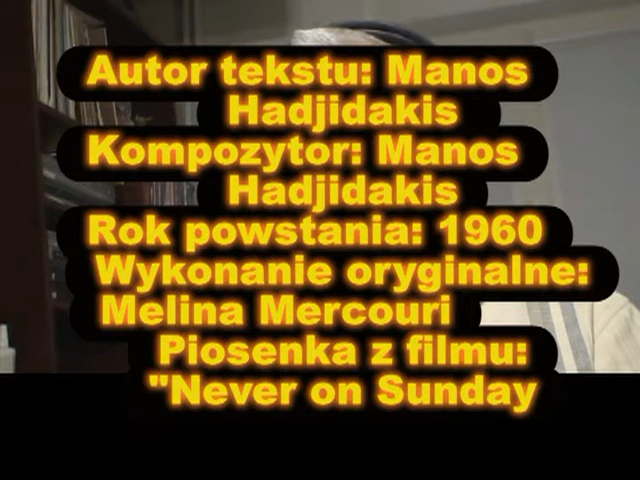 Autor tekstu: Manos
Hadjidakis
Kompozytor: Manos
Hadjidakis
Rok powstania: 1960
Wykonanie oryginalne:
Melina Mercouri
Piosenka z filmu:
"Never on Sunday